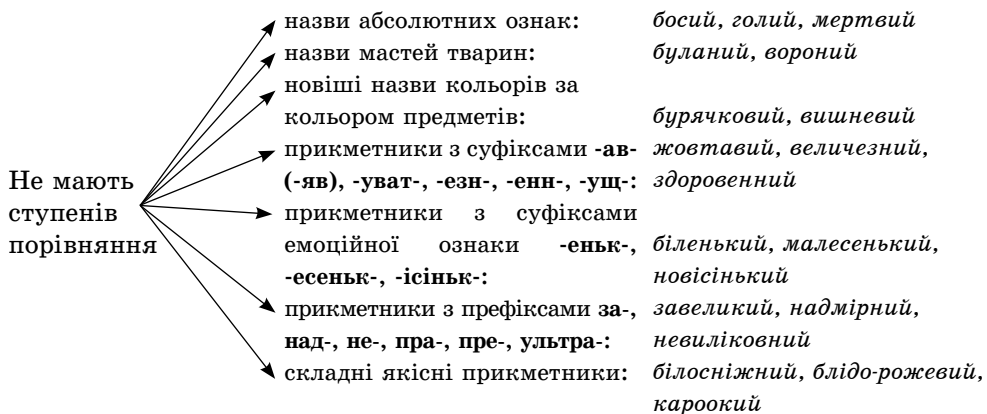 назви абсолютних ознак: босий, голий, мертвий
назви мастей тварин: буланий, вороний
новіші назви кольорів за
кольором предметів: бурячковий, вишневий
прикметники з суфіксами -ав- жовтавий, величезний,
(-яв), -уват-, -езн-, -енн-, -ущ-: здоровенний
Не мають
ступенів
порівняння
прикметники з суфіксами
емоційної ознаки -еньк-, біленький, малесенький,
-есеньк-, -ісіньк-: новісінький
прикметники з префіксами за-, завеликий, надмірний,
над-, не-, пра-, пре-, ультра-: невиліковний
складні якісні прикметники: білосніжний, блідо-рожевий,
кароокий